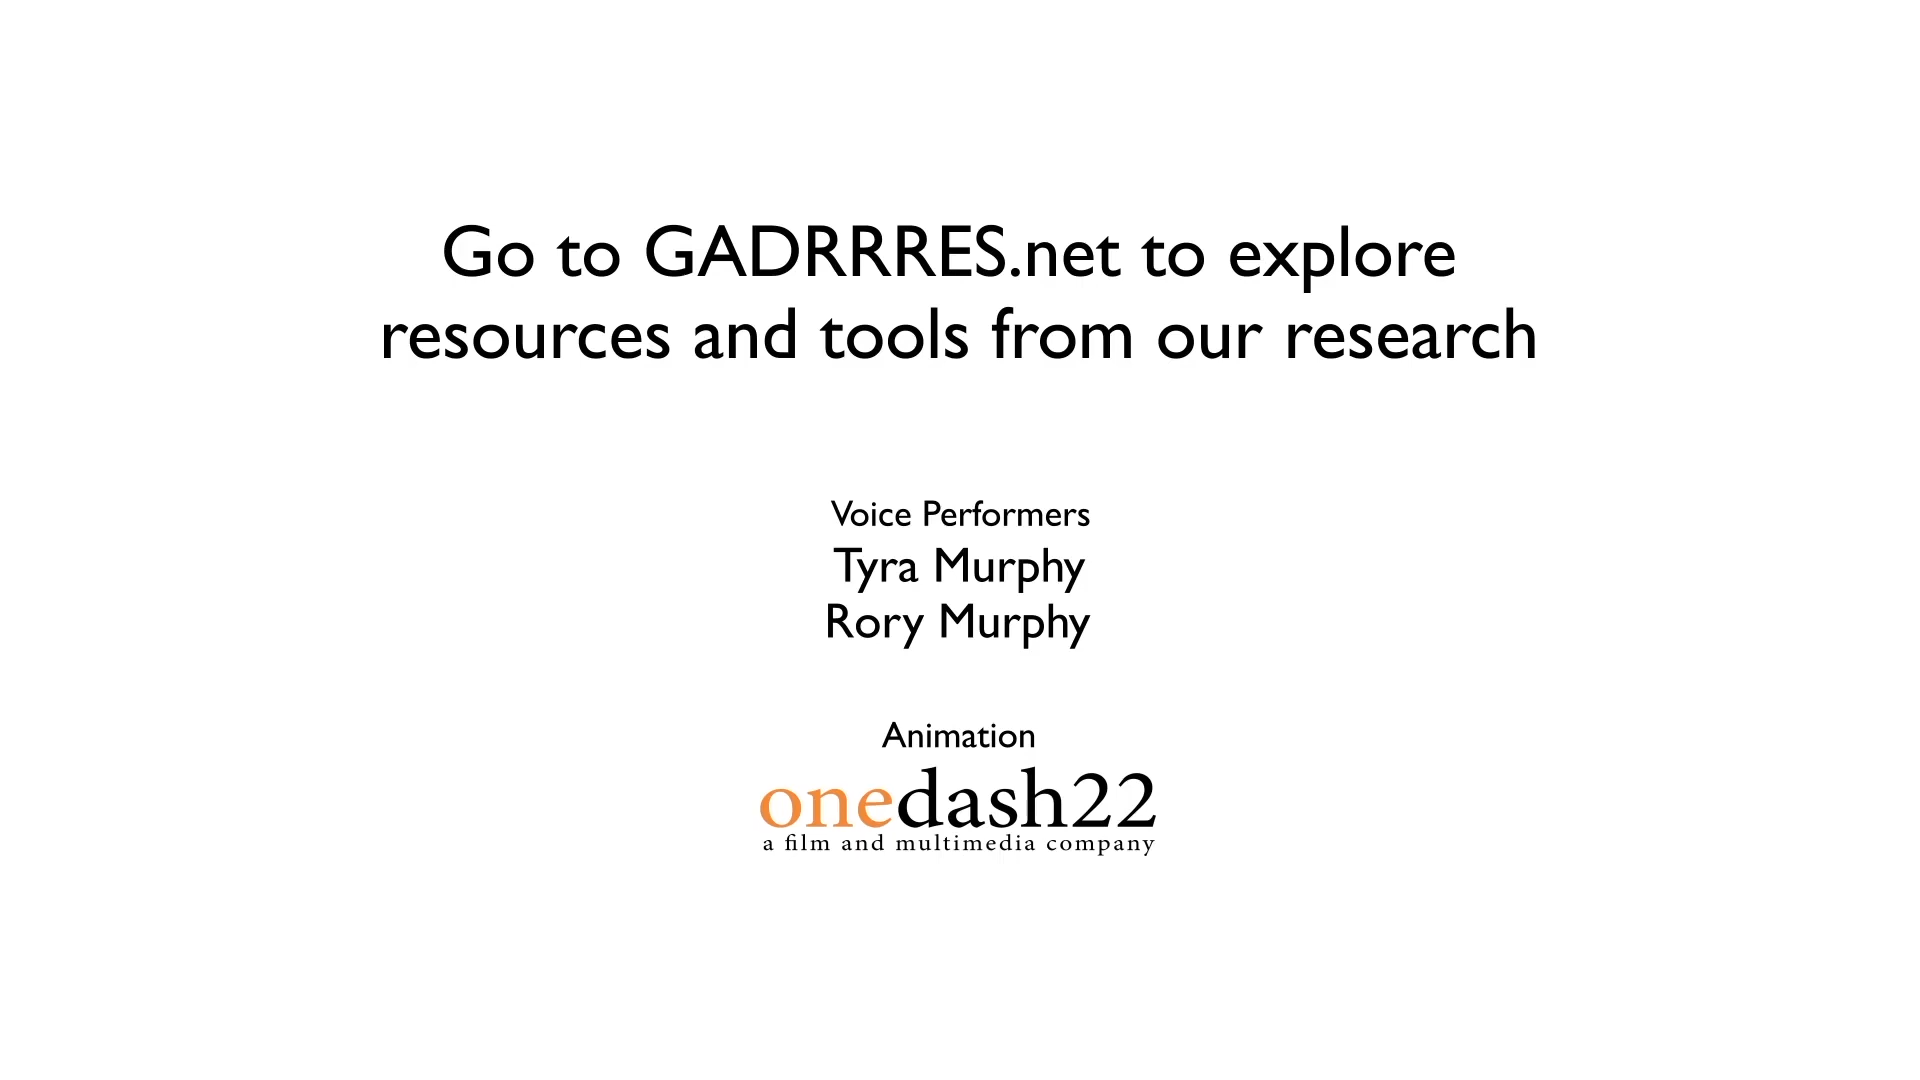 Go to GADRRRES.net to explore
resources and tools from our research
Voice Performers
Tyra Murphy
Rory Murphy
Animation
onedash22
a film and multimedia company